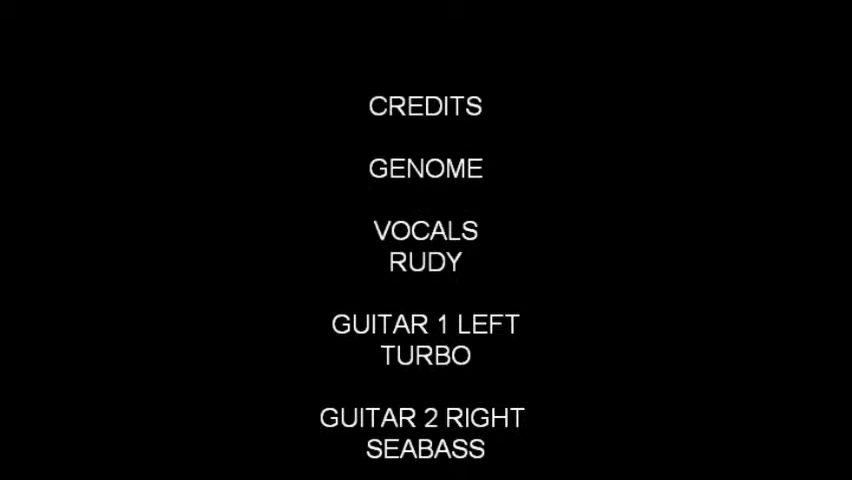 CREDITS
GENOME
VOCALS
RUDY
GUITAR 1 LEFT
TURBO
GUITAR 2 RIGHT
SEABASS